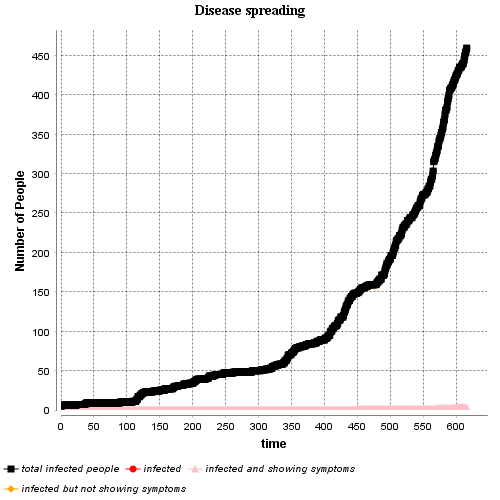 Disease spreading
Number of People
450
400
350
300
250
200
150
100
50
0
0 50 100 150 200 250 300 350 400 450 500 550 600
time
total infected people infected infected and showing symptoms
infected but not showing symptoms